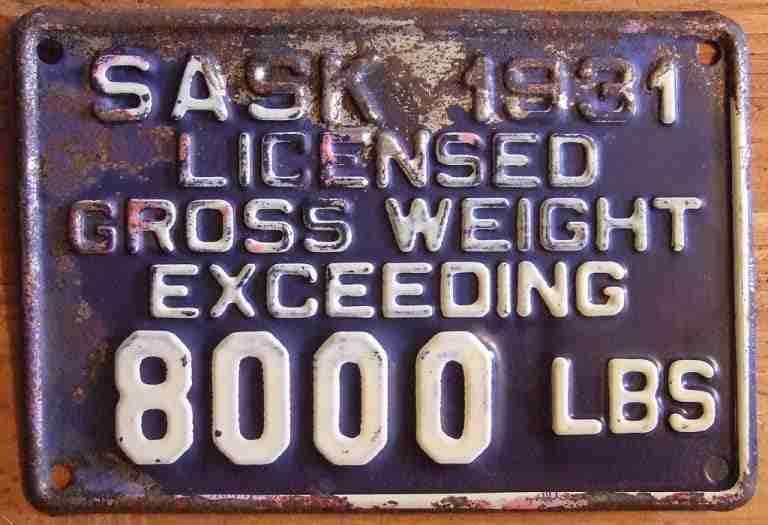 SASK 1931
LICENSED
GROSS WEIGHT
EXCEEDING
8000 LBS